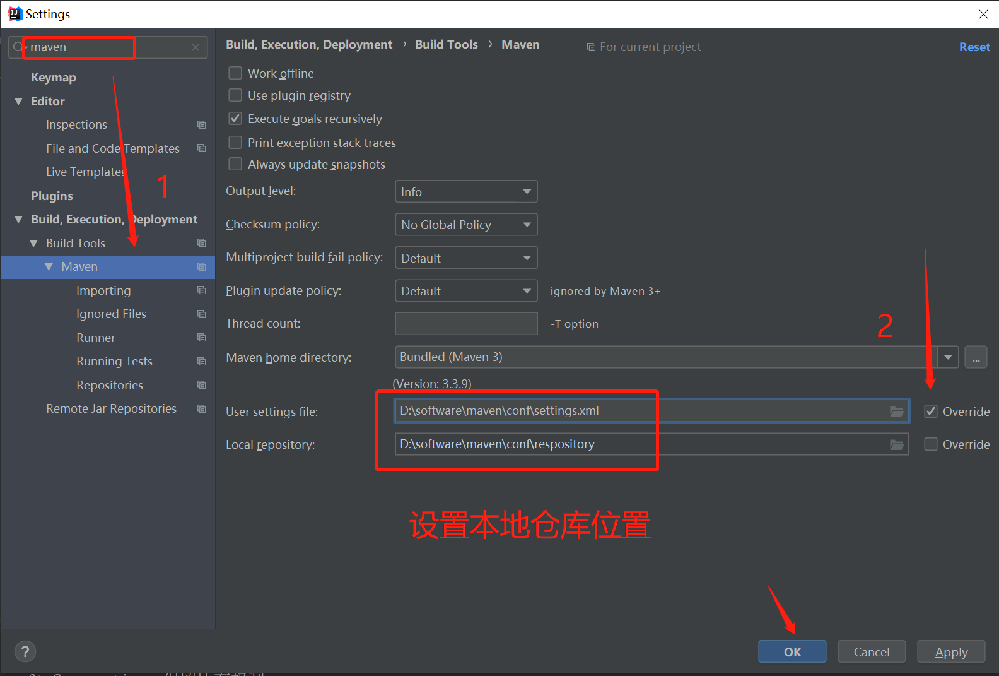 Settings
maven
Keymap
Editor
Inspections
File and Code Templates
Live Templates
Plugins
Build, Execution, Deployment
Build Tools
Maven
Importing
Ignored Files
Runner
Running Tests
Repositories
Remote Jar Repositories
1
Build, Execution, Deployment › Build Tools › Maven
For current project
Reset
Work offline
Use plugin registry
Execute goals recursively
Print exception stack traces
Always update snapshots
Output level: Info
Checksum policy: No Global Policy
Multiproject build fail policy: Default
Plugin update policy: Default ignored by Maven 3+
Thread count: -T option
2
Maven home directory: Bundled (Maven 3) ...
(Version: 3.3.9)
User settings file: D:\software\maven\conf\settings.xml Override
Local repository: D:\software\maven\conf\respository Override
设置本地仓库位置
? OK Cancel Apply